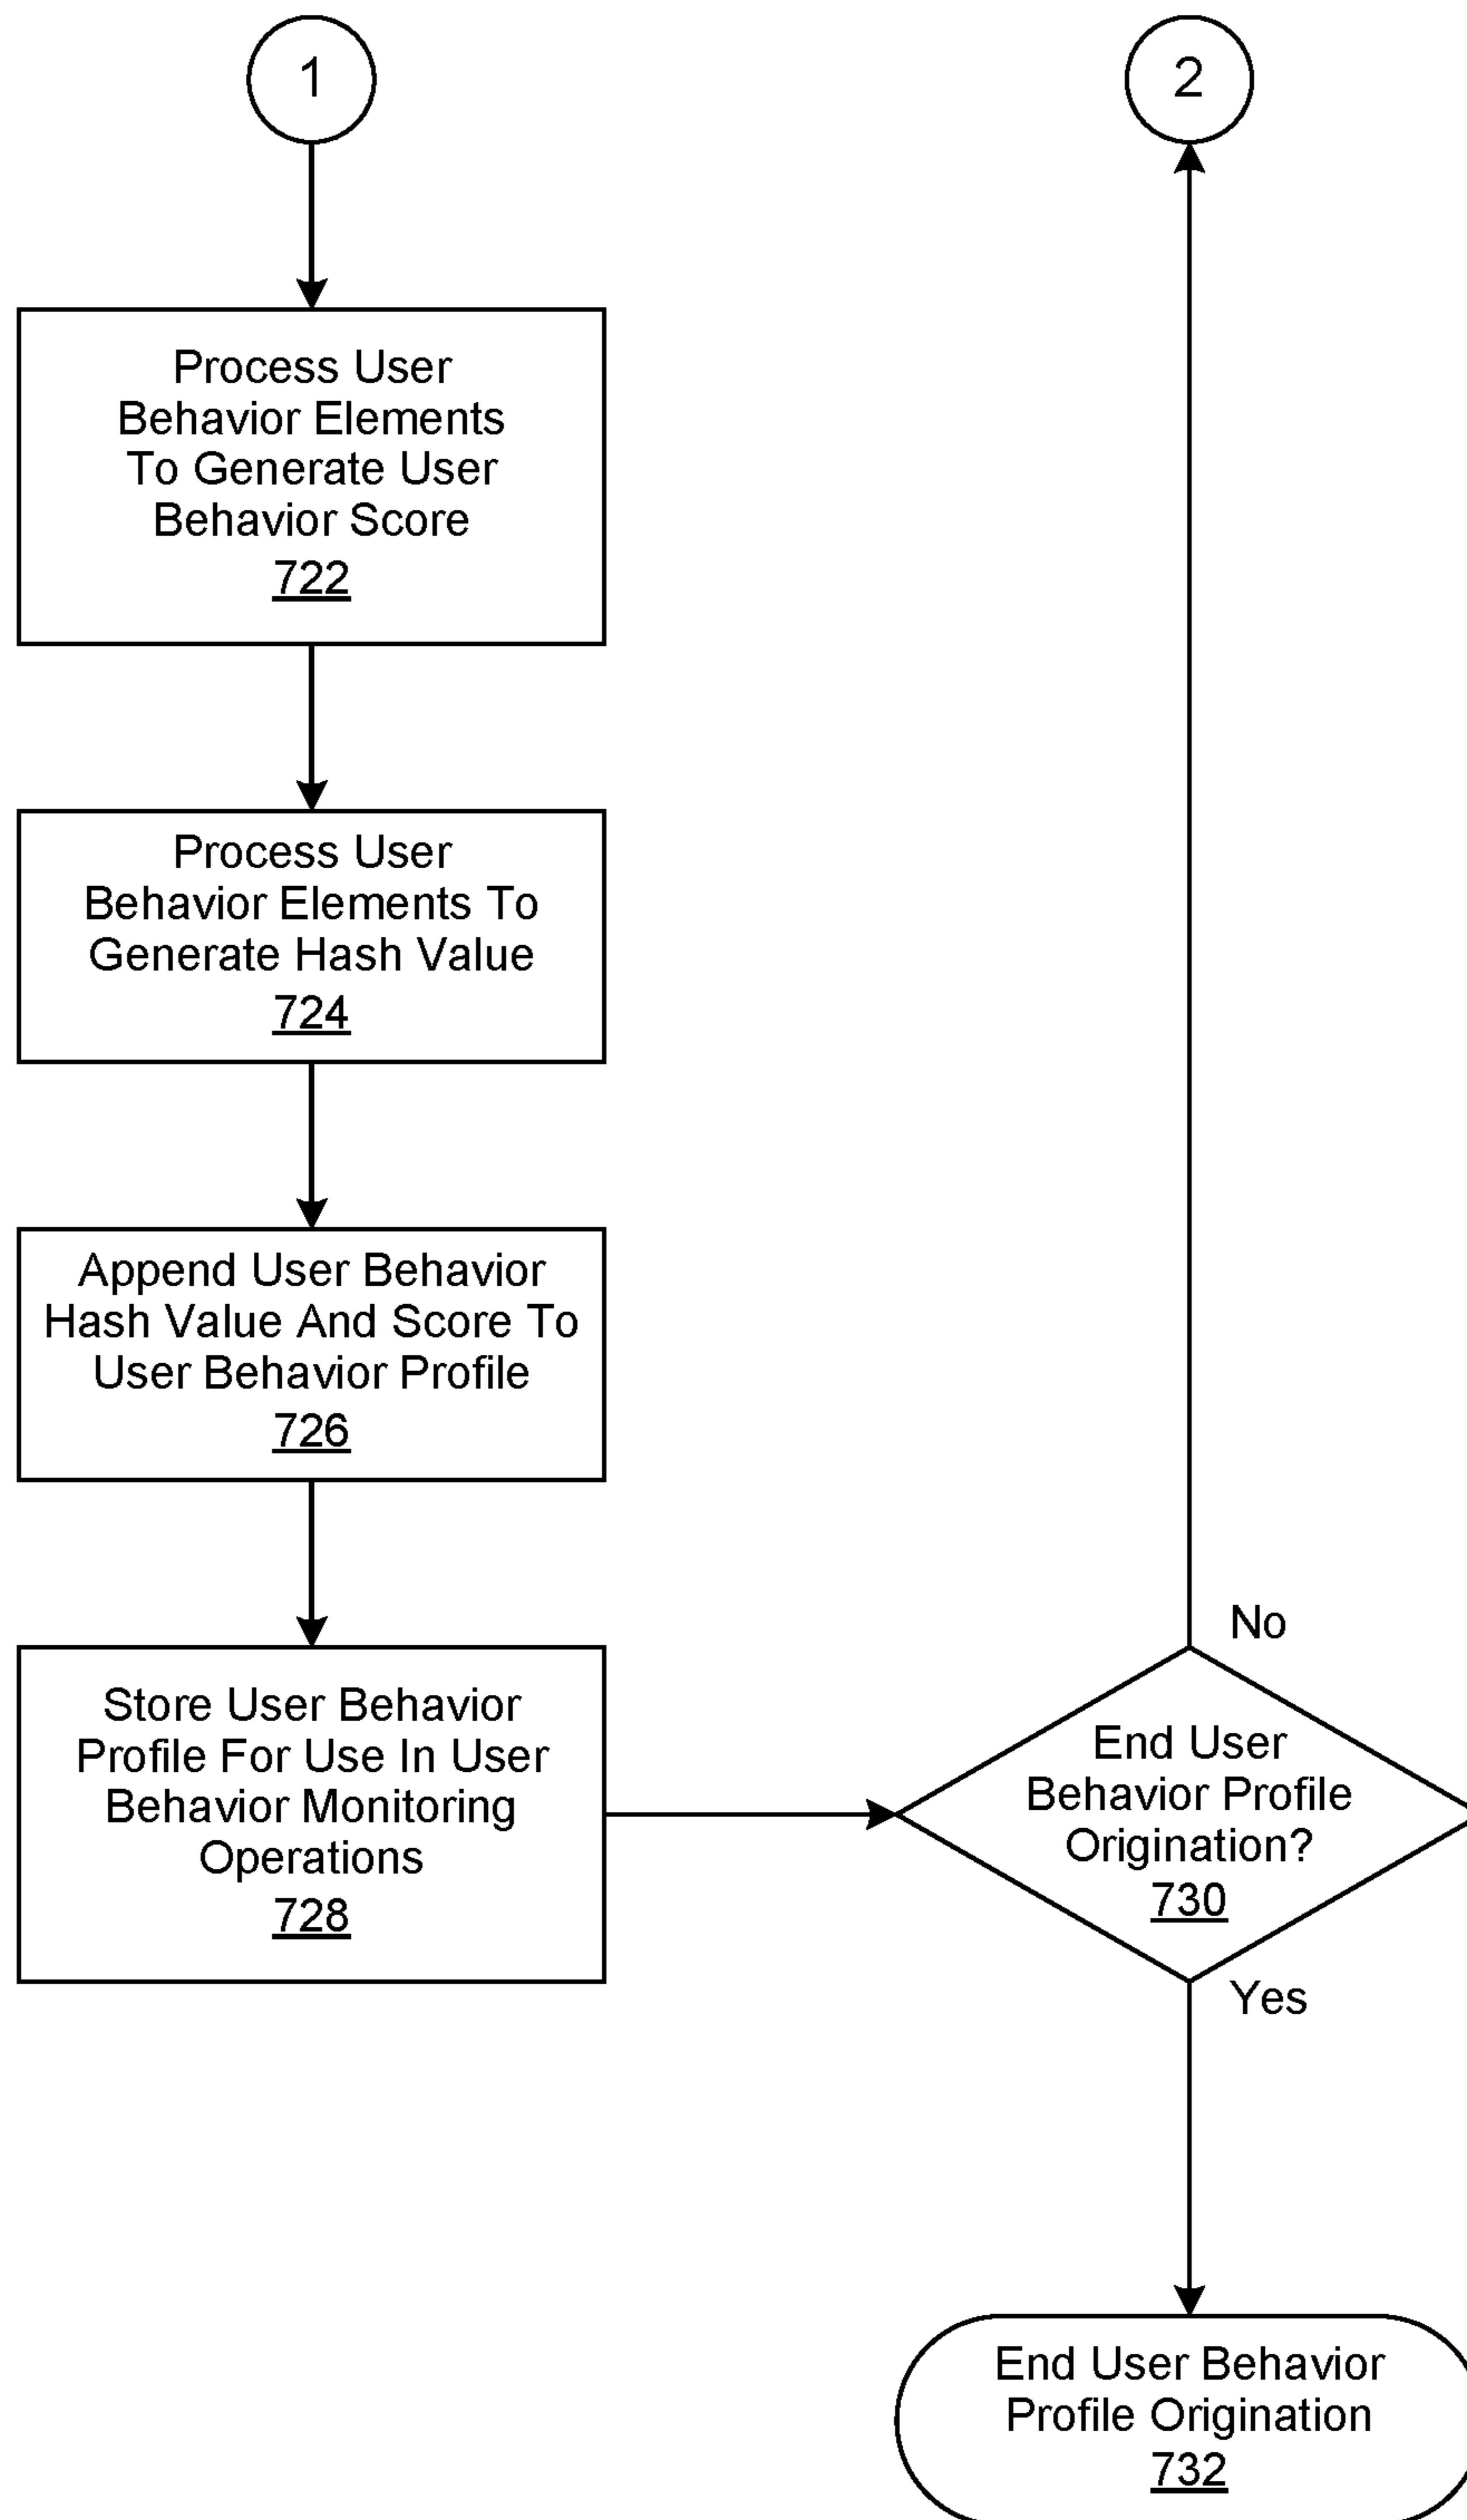 1
2
Process User
Behavior Elements
To Generate User
Behavior Score
722
Process User
Behavior Elements To
Generate Hash Value
724
Append User Behavior
Hash Value And Score To
User Behavior Profile
726
Store User Behavior
Profile For Use In User
Behavior Monitoring
Operations
728
No
End User
Behavior Profile
Origination?
730
Yes
End User Behavior
Profile Origination
732